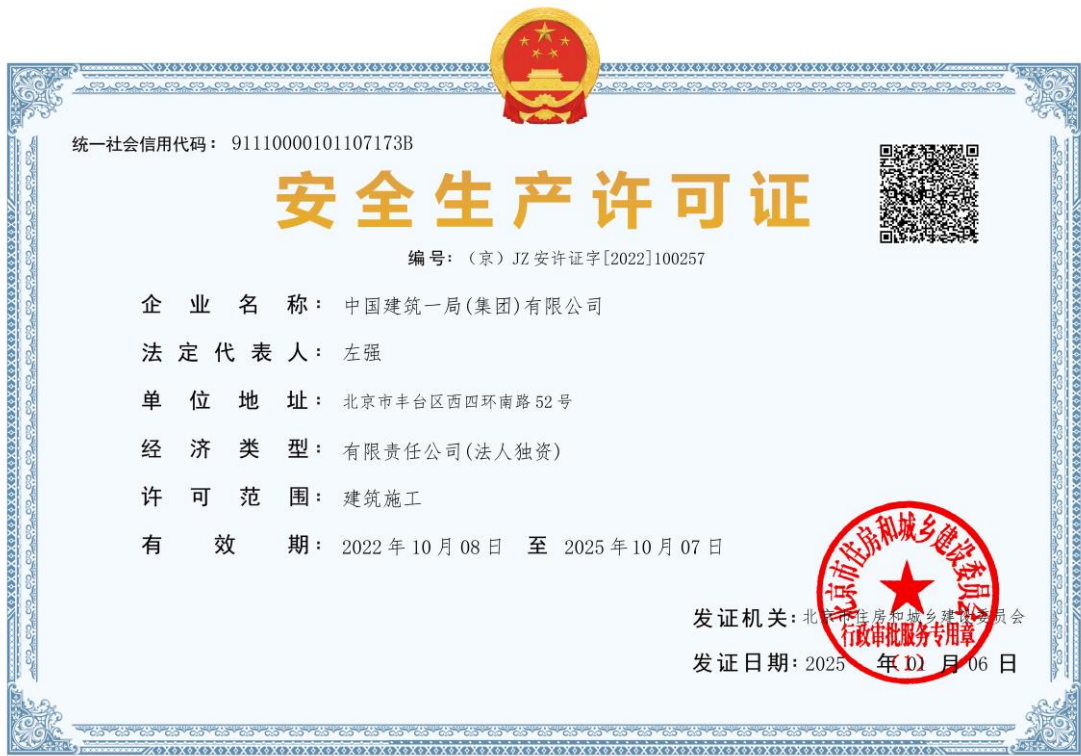 统一社会信用代码：91110000101107173B
安全生产许可证
编号：（京）JZ安许证字[2022]100257
企业名称：中国建筑一局(集团)有限公司
法定代表人：左强
单位地址：北京市丰台区西四环南路52号
经济类型：有限责任公司(法人独资)
许可范围：建筑施工
有效期：2022年10月08日 至 2025年10月07日
发证机关：北京市住房和城乡建设委员会
发证日期：2025年01月06日
北京市住房和城乡建设委员会
行政审批服务专用章
(1)